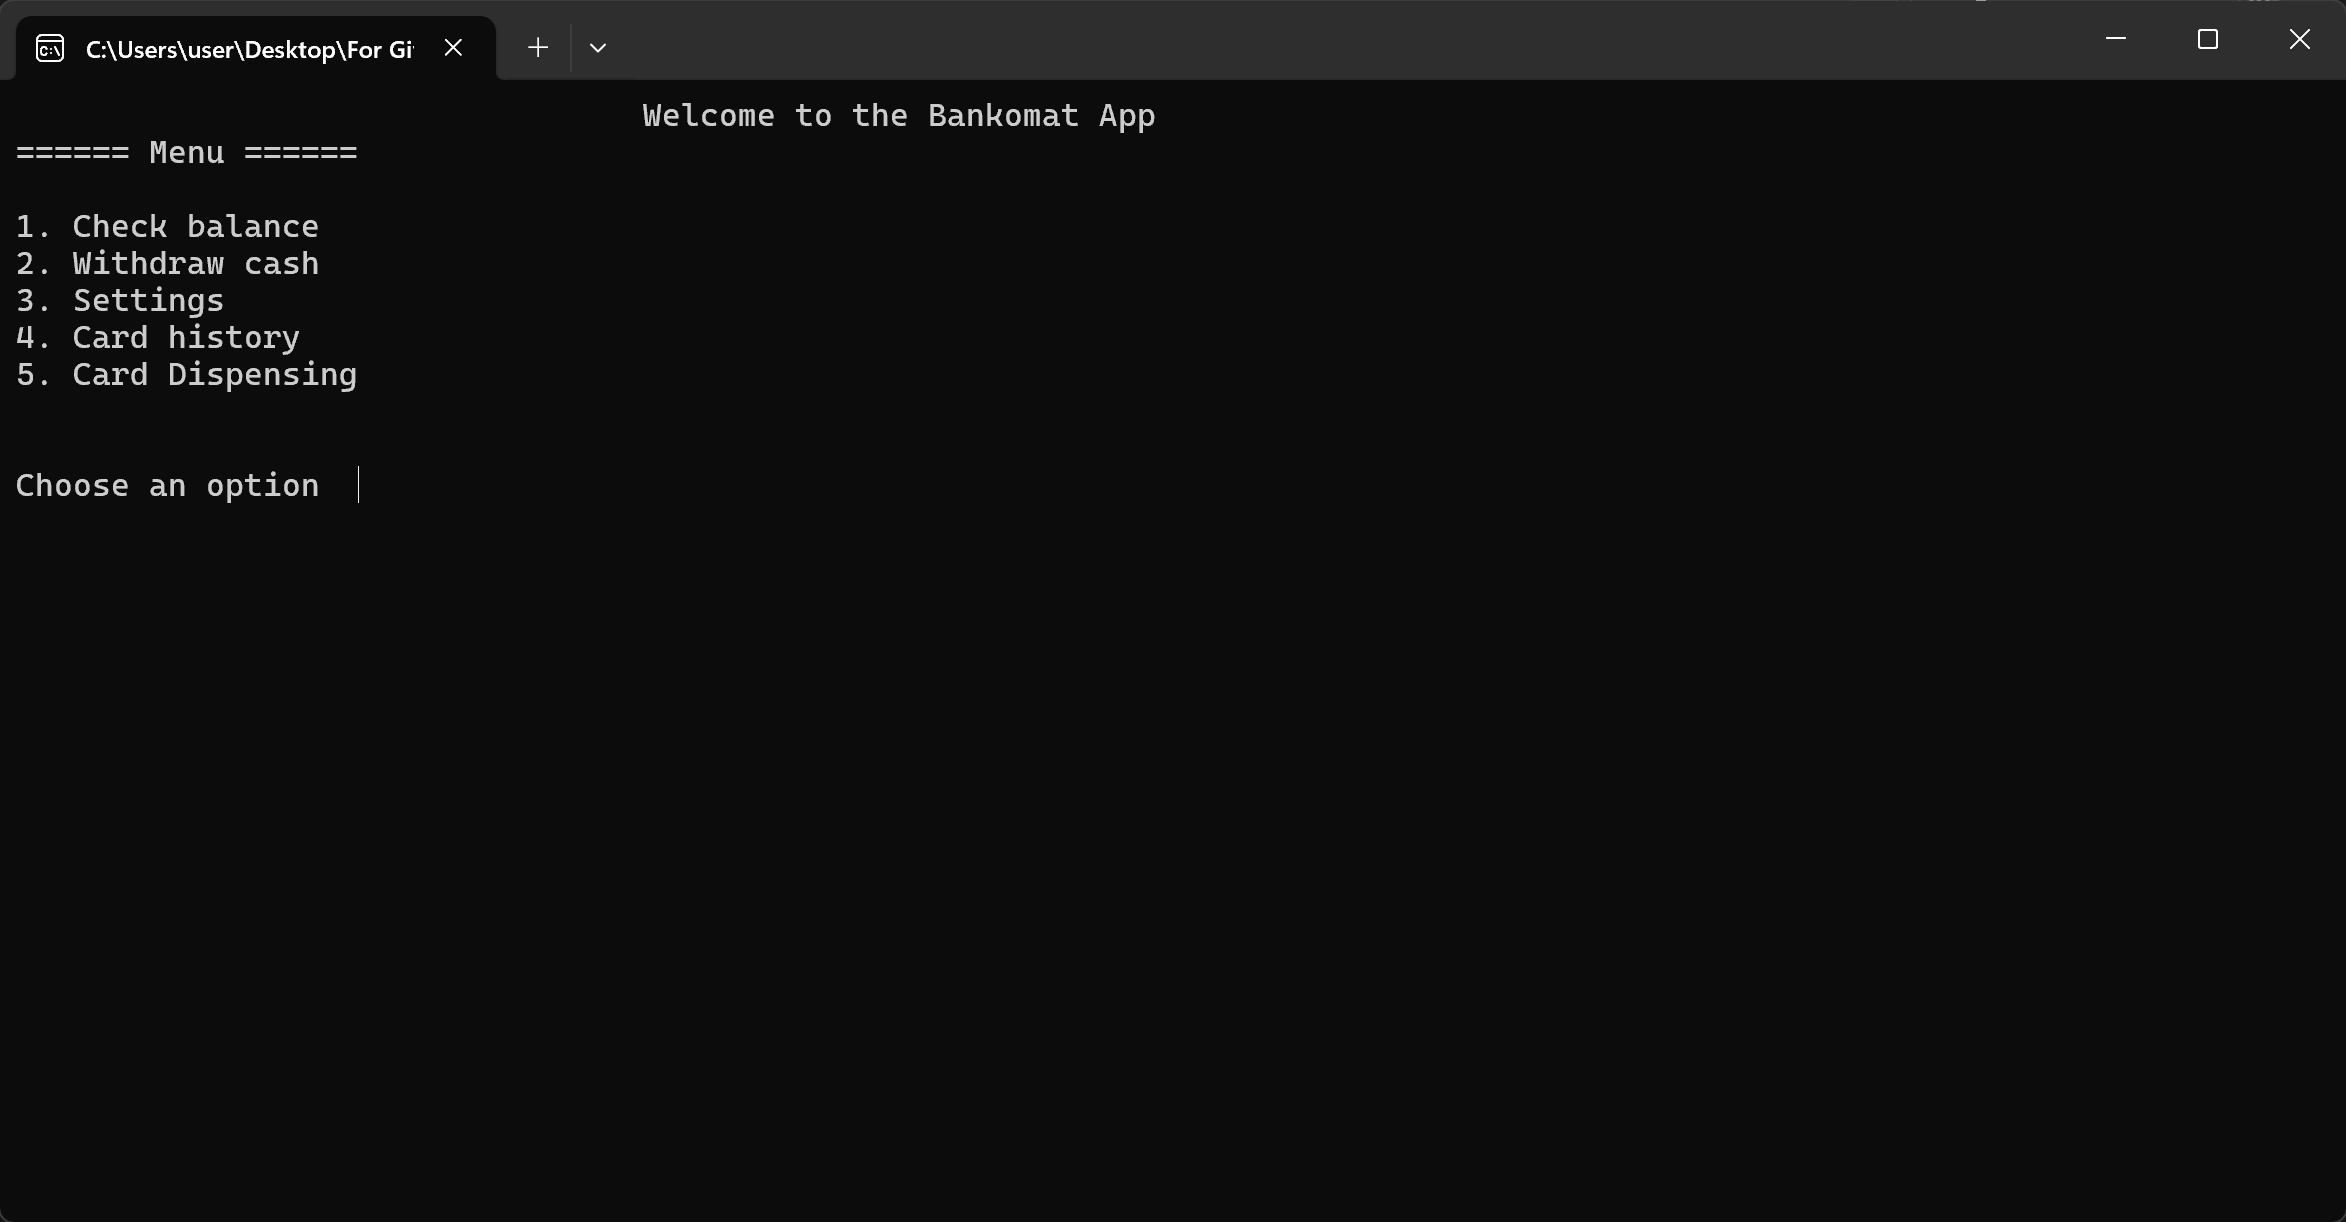 C:\Users\user\Desktop\For Gi
Welcome to the Bankomat App
====== Menu ======
1. Check balance
2. Withdraw cash
3. Settings
4. Card history
5. Card Dispensing
Choose an option